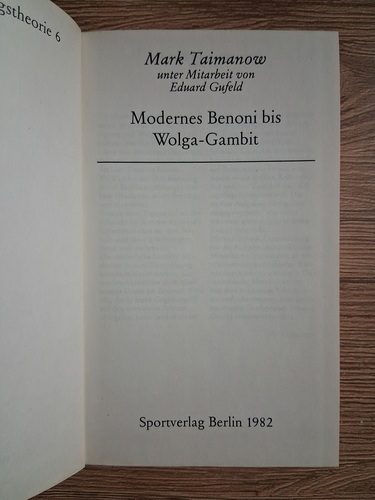 gstheorie 6
Mark Taimanow
unter Mitarbeit von
Eduard Gufeld
Modernes Benoni bis
Wolga-Gambit
Sportverlag Berlin 1982